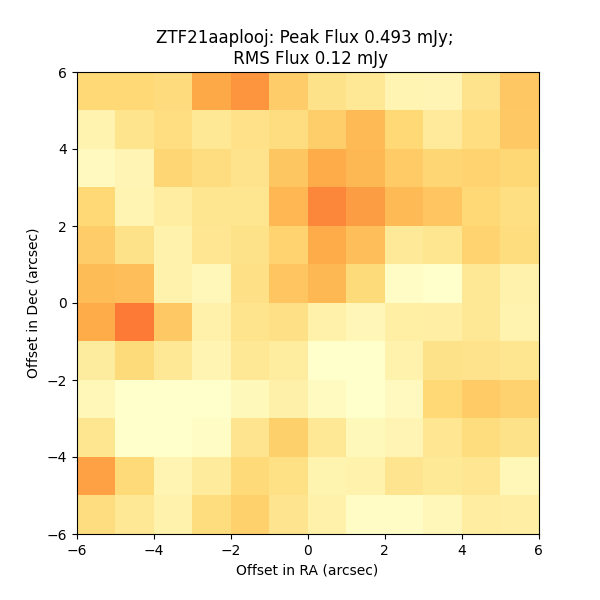 ZTF21aaplooj: Peak Flux 0.493 mJy;
RMS Flux 0.12 mJy
6
4
2
0
−2
−4
−6
Offset in Dec (arcsec)
−6 −4 −2 0 2 4 6
Offset in RA (arcsec)